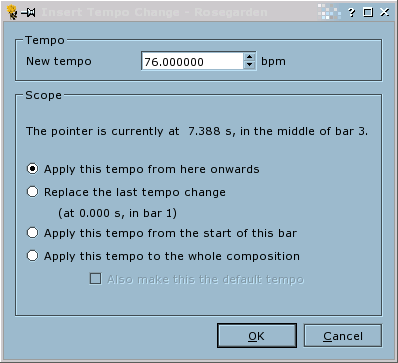 Insert Tempo Change - Rosegarden
Tempo
New tempo 76.000000 bpm
Scope
The pointer is currently at 7.388 s, in the middle of bar 3.
Apply this tempo from here onwards
Replace the last tempo change
(at 0.000 s, in bar 1)
Apply this tempo from the start of this bar
Apply this tempo to the whole composition
Also make this the default tempo
OK Cancel